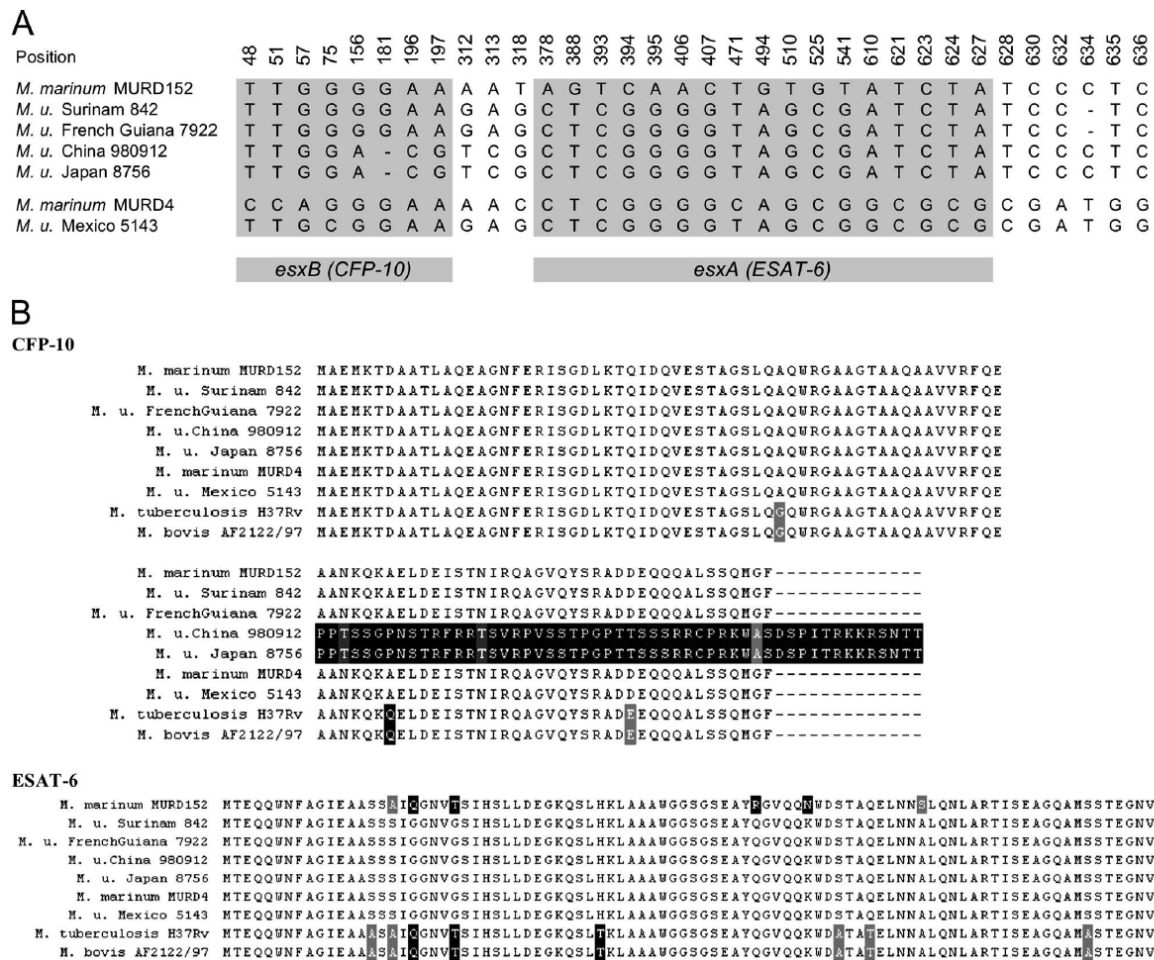 A
Position 48 51 57 75 156 181 196 197 312 313 318 378 388 393 394 395 406 407 471 494 510 525 541 610 621 623 624 627 628 630 632 634 635 636
M. marinum MURD152 T T G G G G A A A A T A G T C A A C T G T G T A T C T A T C C C T C
M. u. Surinam 842 T T G G G G A A G A G C T C G G G G T A G C G A T C T A T C C - T C
M. u. French Guiana 7922 T T G G G G A A G A G C T C G G G G T A G C G A T C T A T C C - T C
M. u. China 980912 T T G G A - C G T C G C T C G G G G T A G C G A T C T A T C C C T C
M. u. Japan 8756 T T G G A - C G T C G C T C G G G G T A G C G A T C T A T C C C T C
M. marinum MURD4 C C A G G G A A A A C C T C G G G G C A G C G G C G C G C G A T G G
M. u. Mexico 5143 T T G C G G A A G A G C T C G G G G T A G C G G C G C G C G A T G G
esxB (CFP-10) esxA (ESAT-6)
B
CFP-10
M. marinum MURD152 MAEMKTDAATLAQEAGNFERISGDLKTQIDQVESTAGSLQAQWRGAAGTAAQAAVVRFQE
M. u. Surinam 842 MAEMKTDAATLAQEAGNFERISGDLKTQIDQVESTAGSLQAQWRGAAGTAAQAAVVRFQE
M. u. FrenchGuiana 7922 MAEMKTDAATLAQEAGNFERISGDLKTQIDQVESTAGSLQAQWRGAAGTAAQAAVVRFQE
M. u.China 980912 MAEMKTDAATLAQEAGNFERISGDLKTQIDQVESTAGSLQAQWRGAAGTAAQAAVVRFQE
M. u. Japan 8756 MAEMKTDAATLAQEAGNFERISGDLKTQIDQVESTAGSLQAQWRGAAGTAAQAAVVRFQE
M. marinum MURD4 MAEMKTDAATLAQEAGNFERISGDLKTQIDQVESTAGSLQAQWRGAAGTAAQAAVVRFQE
M. u. Mexico 5143 MAEMKTDAATLAQEAGNFERISGDLKTQIDQVESTAGSLQAQWRGAAGTAAQAAVVRFQE
M. tuberculosis H37Rv MAEMKTDAATLAQEAGNFERISGDLKTQIDQVESTAGSLQGQWRGAAGTAAQAAVVRFQE
M. bovis AF2122/97 MAEMKTDAATLAQEAGNFERISGDLKTQIDQVESTAGSLQGQWRGAAGTAAQAAVVRFQE
M. marinum MURD152 AANKQKAELDEISTNIRQAGVQYSRADDEQQQALSSQMGF-------------
M. u. Surinam 842 AANKQKAELDEISTNIRQAGVQYSRADDEQQQALSSQMGF-------------
M. u. FrenchGuiana 7922 AANKQKAELDEISTNIRQAGVQYSRADDEQQQALSSQMGF-------------
M. u.China 980912 PPTSSGPNSTRFRRTSVRPVSSTPGPTTSSSRRCPRKWASDSPITRKKRSNTT
M. u. Japan 8756 PPTSSGPNSTRFRRTSVRPVSSTPGPTTSSSRRCPRKWASDSPITRKKRSNTT
M. marinum MURD4 AANKQKAELDEISTNIRQAGVQYSRADDEQQQALSSQMGF-------------
M. u. Mexico 5143 AANKQKAELDEISTNIRQAGVQYSRADDEQQQALSSQMGF-------------
M. tuberculosis H37Rv AANKQKQELDEISTNIRQAGVQYSRADEEQQQALSSQMGF-------------
M. bovis AF2122/97 AANKQKQELDEISTNIRQAGVQYSRADEEQQQALSSQMGF-------------
ESAT-6
M. marinum MURD152 MTEQQWNFAGIEAASSAIQGNVTSIHSLLDEGKQSLHKLAAAWGGSGSEAYRGVQQNWDSTAQELNNSLQNLARTISEAGQAMSSTEGNV
M. u. Surinam 842 MTEQQWNFAGIEAASSSIGGNVGSIHSLLDEGKQSLHKLAAAWGGSGSEAYQGVQQKWDSTAQELNNALQNLARTISEAGQAMSSTEGNV
M. u. FrenchGuiana 7922 MTEQQWNFAGIEAASSSIGGNVGSIHSLLDEGKQSLHKLAAAWGGSGSEAYQGVQQKWDSTAQELNNALQNLARTISEAGQAMSSTEGNV
M. u.China 980912 MTEQQWNFAGIEAASSSIGGNVGSIHSLLDEGKQSLHKLAAAWGGSGSEAYQGVQQKWDSTAQELNNALQNLARTISEAGQAMSSTEGNV
M. u. Japan 8756 MTEQQWNFAGIEAASSSIGGNVGSIHSLLDEGKQSLHKLAAAWGGSGSEAYQGVQQKWDSTAQELNNALQNLARTISEAGQAMSSTEGNV
M. marinum MURD4 MTEQQWNFAGIEAASSSIGGNVGSIHSLLDEGKQSLHKLAAAWGGSGSEAYQGVQQKWDSTAQELNNALQNLARTISEAGQAMSSTEGNV
M. u. Mexico 5143 MTEQQWNFAGIEAASSSIGGNVGSIHSLLDEGKQSLHKLAAAWGGSGSEAYQGVQQKWDSTAQELNNALQNLARTISEAGQAMSSTEGNV
M. tuberculosis H37Rv MTEQQWNFAGIEAAASAIQGNVTSIHSLLDEGKQSLTKLAAAWGGSGSEAYQGVQQKWDATATELNNALQNLARTISEAGQAMASTEGNV
M. bovis AF2122/97 MTEQQWNFAGIEAAASAIQGNVTSIHSLLDEGKQSLTKLAAAWGGSGSEAYQGVQQKWDATATELNNALQNLARTISEAGQAMASTEGNV